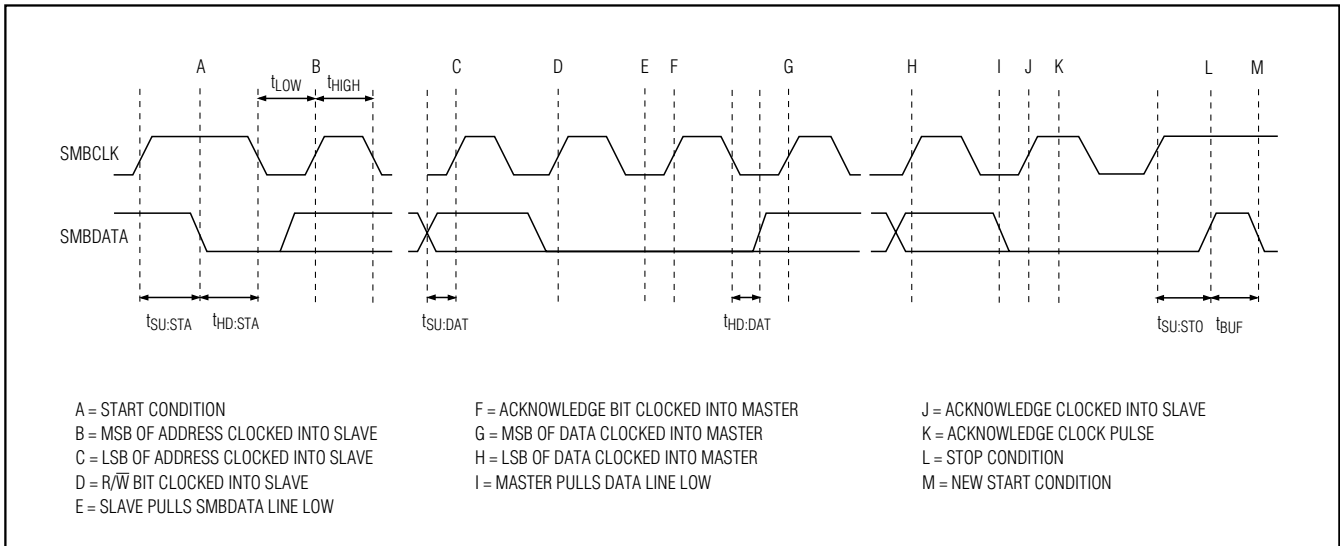 A B C D E F G H I J K L M
tLOW tHIGH
SMBCLK
SMBDATA
tSU:STA tHD:STA tSU:DAT tHD:DAT tSU:STO tBUF
A = START CONDITION
B = MSB OF ADDRESS CLOCKED INTO SLAVE
C = LSB OF ADDRESS CLOCKED INTO SLAVE
D = R/W̅ BIT CLOCKED INTO SLAVE
E = SLAVE PULLS SMBDATA LINE LOW
F = ACKNOWLEDGE BIT CLOCKED INTO MASTER
G = MSB OF DATA CLOCKED INTO MASTER
H = LSB OF DATA CLOCKED INTO MASTER
I = MASTER PULLS DATA LINE LOW
J = ACKNOWLEDGE CLOCKED INTO SLAVE
K = ACKNOWLEDGE CLOCK PULSE
L = STOP CONDITION
M = NEW START CONDITION